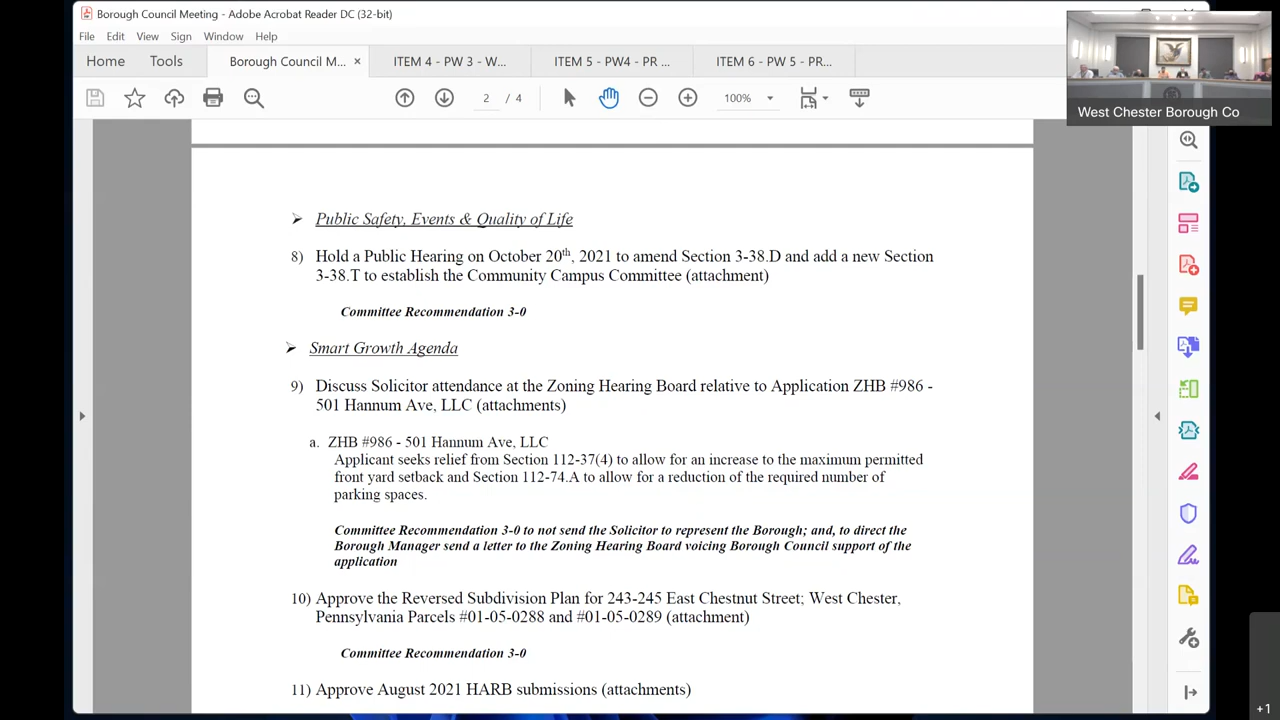 Borough Council Meeting - Adobe Acrobat Reader DC (32-bit)
File Edit View Sign Window Help
Home Tools Borough Council M... × ITEM 4 - PW 3 - W... ITEM 5 - PW4 - PR ... ITEM 6 - PW 5 - PR...
2 / 4 100%
West Chester Borough Co
➢ Public Safety, Events & Quality of Life
8) Hold a Public Hearing on October 20th, 2021 to amend Section 3-38.D and add a new Section
3-38.T to establish the Community Campus Committee (attachment)
Committee Recommendation 3-0
➢ Smart Growth Agenda
9) Discuss Solicitor attendance at the Zoning Hearing Board relative to Application ZHB #986 -
501 Hannum Ave, LLC (attachments)
a. ZHB #986 - 501 Hannum Ave, LLC
Applicant seeks relief from Section 112-37(4) to allow for an increase to the maximum permitted
front yard setback and Section 112-74.A to allow for a reduction of the required number of
parking spaces.
Committee Recommendation 3-0 to not send the Solicitor to represent the Borough; and, to direct the
Borough Manager send a letter to the Zoning Hearing Board voicing Borough Council support of the
application
10) Approve the Reversed Subdivision Plan for 243-245 East Chestnut Street; West Chester,
Pennsylvania Parcels #01-05-0288 and #01-05-0289 (attachment)
Committee Recommendation 3-0
11) Approve August 2021 HARB submissions (attachments)
+1